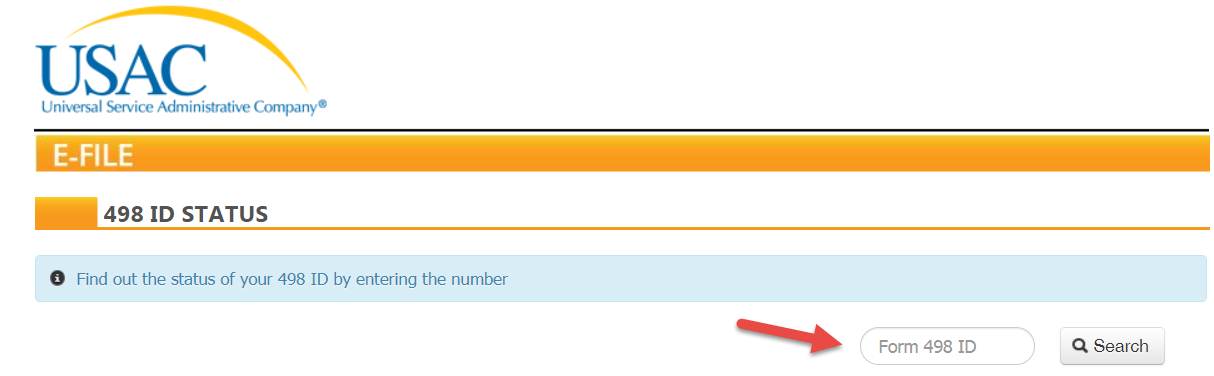 USAC
Universal Service Administrative Company®
E-FILE
498 ID STATUS
Find out the status of your 498 ID by entering the number
Form 498 ID
Search